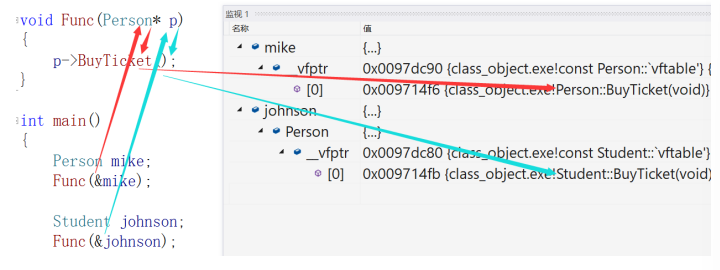 void Func(Person* p)
{
    p->BuyTicket();
}
int main()
{
    Person mike;
    Func(&mike);
    Student johnson;
    Func(&johnson);
监视 1
名称 值
mike {...}
__vfptr 0x0097dc90 {class_object.exe!const Person::`vftable'} {
[0] 0x009714f6 {class_object.exe!Person::BuyTicket(void)}
johnson {...}
Person {...}
__vfptr 0x0097dc80 {class_object.exe!const Student::`vftable'}
[0] 0x009714fb {class_object.exe!Student::BuyTicket(void)